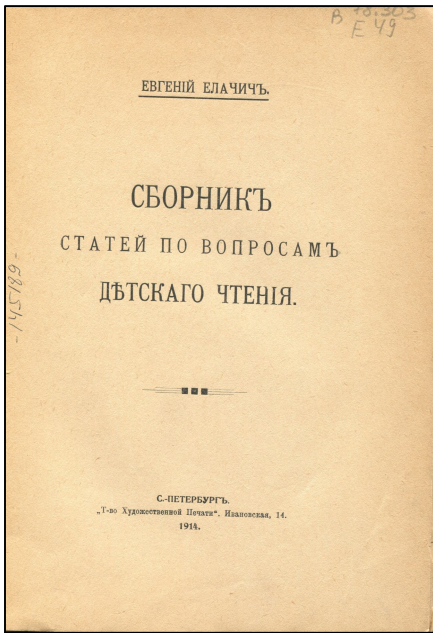 В 18.303
Е 49
ЕВГЕНІЙ ЕЛАЧИЧЪ.
СБОРНИКЪ
СТАТЕЙ ПО ВОПРОСАМЪ
ДѢТСКАГО ЧТЕНІЯ.
-145189-
С.-ПЕТЕРБУРГЪ.
„Т-во Художественной Печати“. Ивановская, 14.
1914.